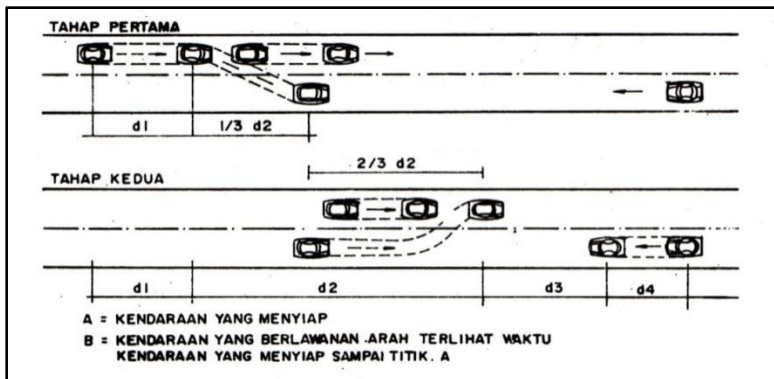 TAHAP PERTAMA
d1 1/3 d2
2/3 d2
TAHAP KEDUA
d1 d2 d3 d4
A = KENDARAAN YANG MENYIAP
B = KENDARAAN YANG BERLAWANAN ARAH TERLIHAT WAKTU
KENDARAAN YANG MENYIAP SAMPAI TITIK. A